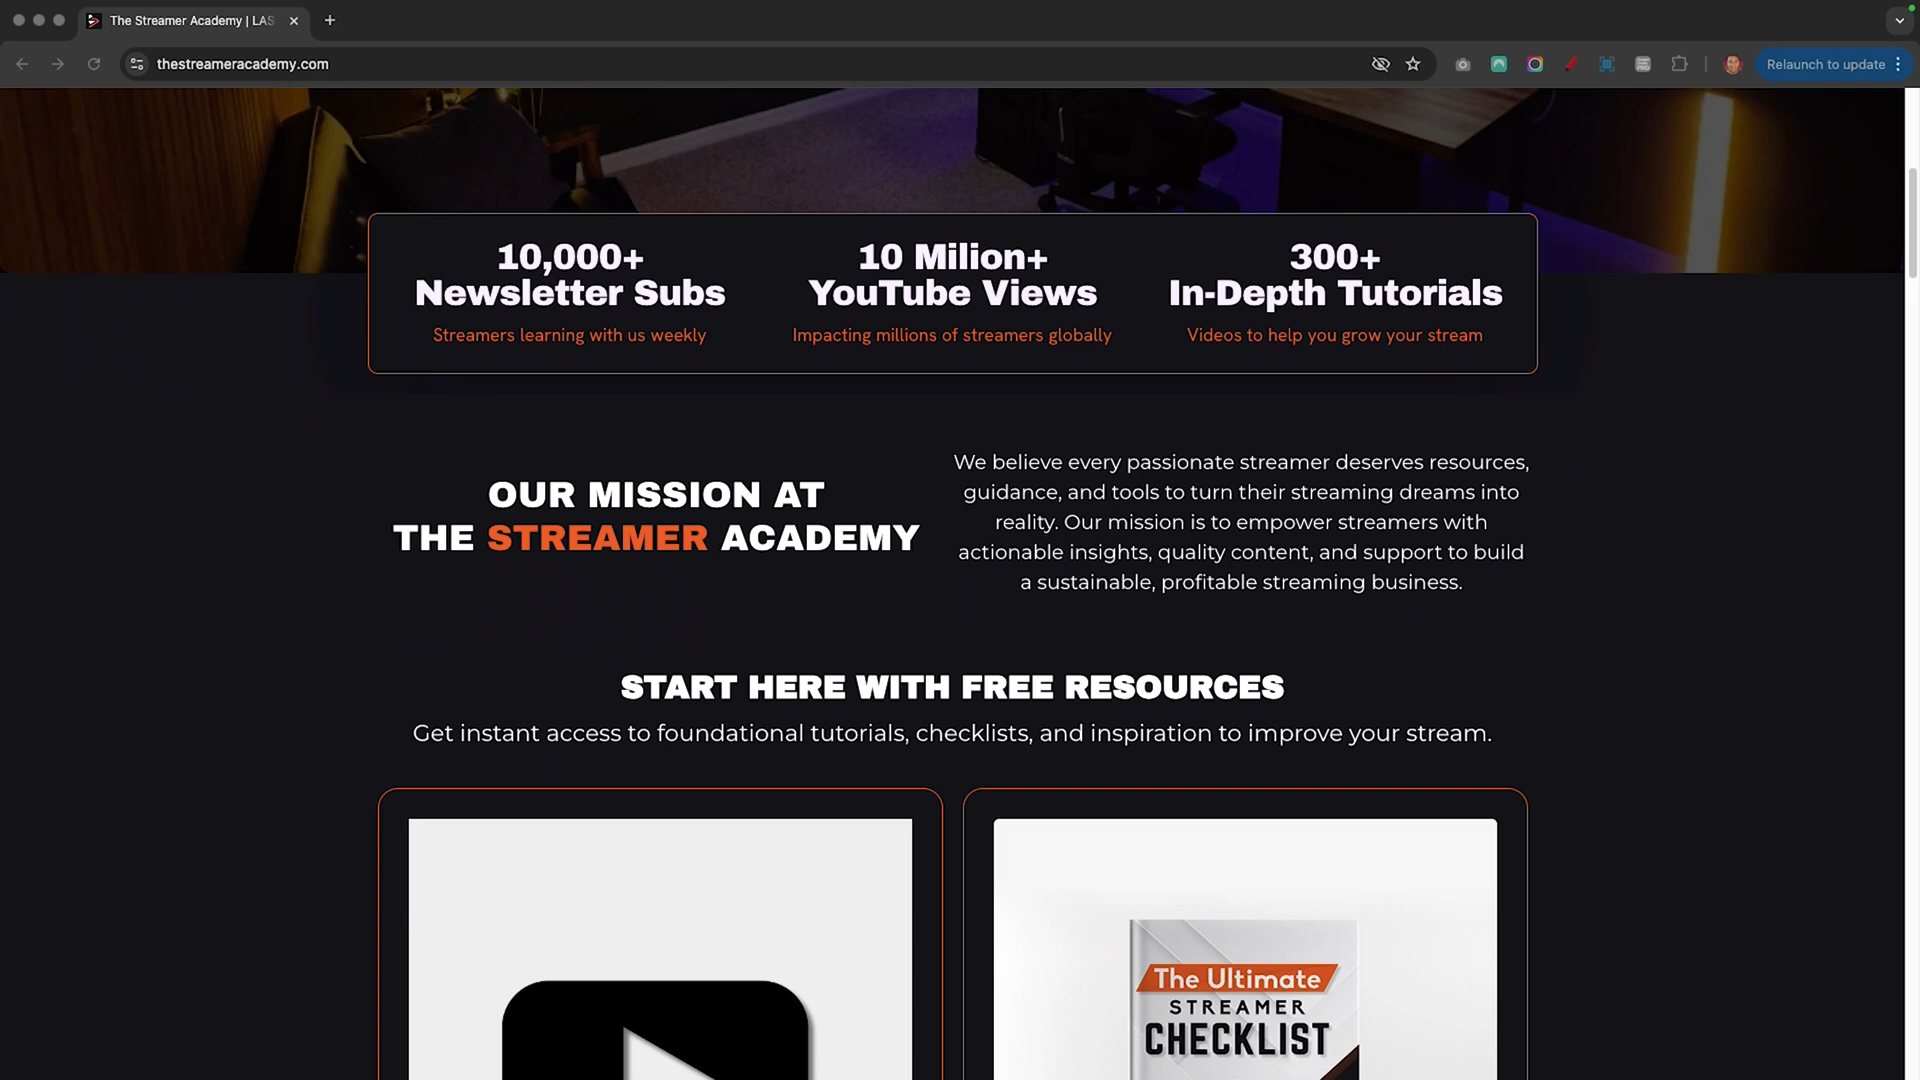 The Streamer Academy | LAS
thestreameracademy.com
Relaunch to update
10,000+
Newsletter Subs
Streamers learning with us weekly
10 Milion+
YouTube Views
Impacting millions of streamers globally
300+
In-Depth Tutorials
Videos to help you grow your stream
OUR MISSION AT
THE STREAMER ACADEMY
We believe every passionate streamer deserves resources,
guidance, and tools to turn their streaming dreams into
reality. Our mission is to empower streamers with
actionable insights, quality content, and support to build
a sustainable, profitable streaming business.
START HERE WITH FREE RESOURCES
Get instant access to foundational tutorials, checklists, and inspiration to improve your stream.
The Ultimate
STREAMER
CHECKLIST